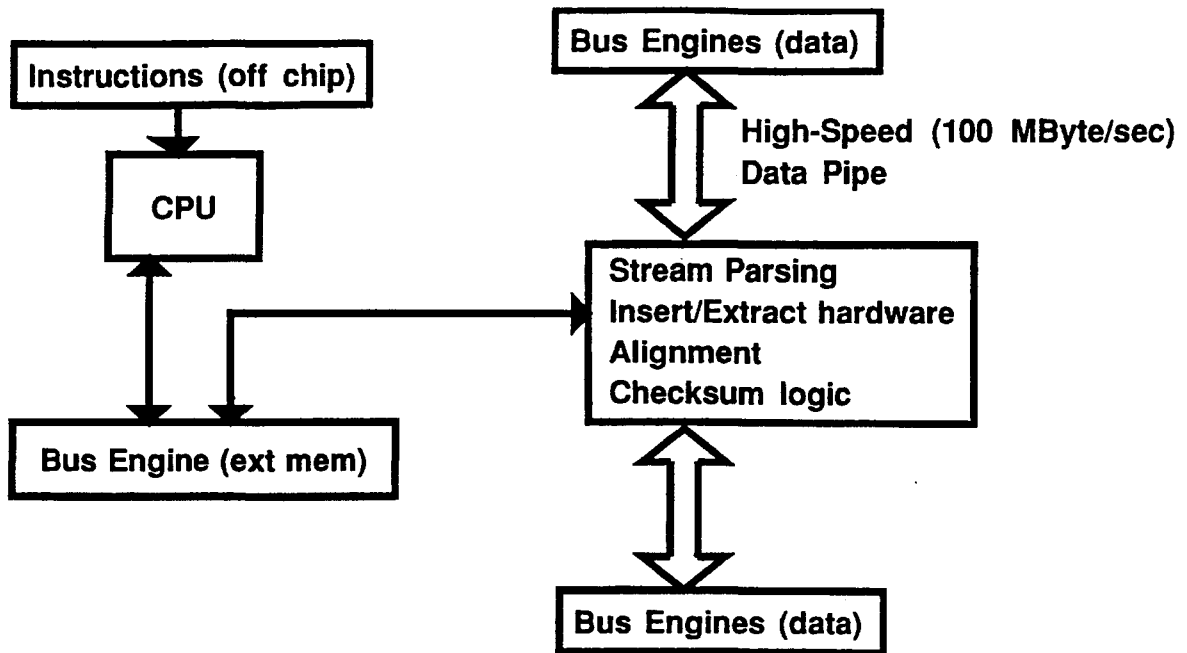 Bus Engines (data)
Instructions (off chip)
High-Speed (100 MByte/sec)
Data Pipe
CPU
Stream Parsing
Insert/Extract hardware
Alignment
Checksum logic
Bus Engine (ext mem)
Bus Engines (data)